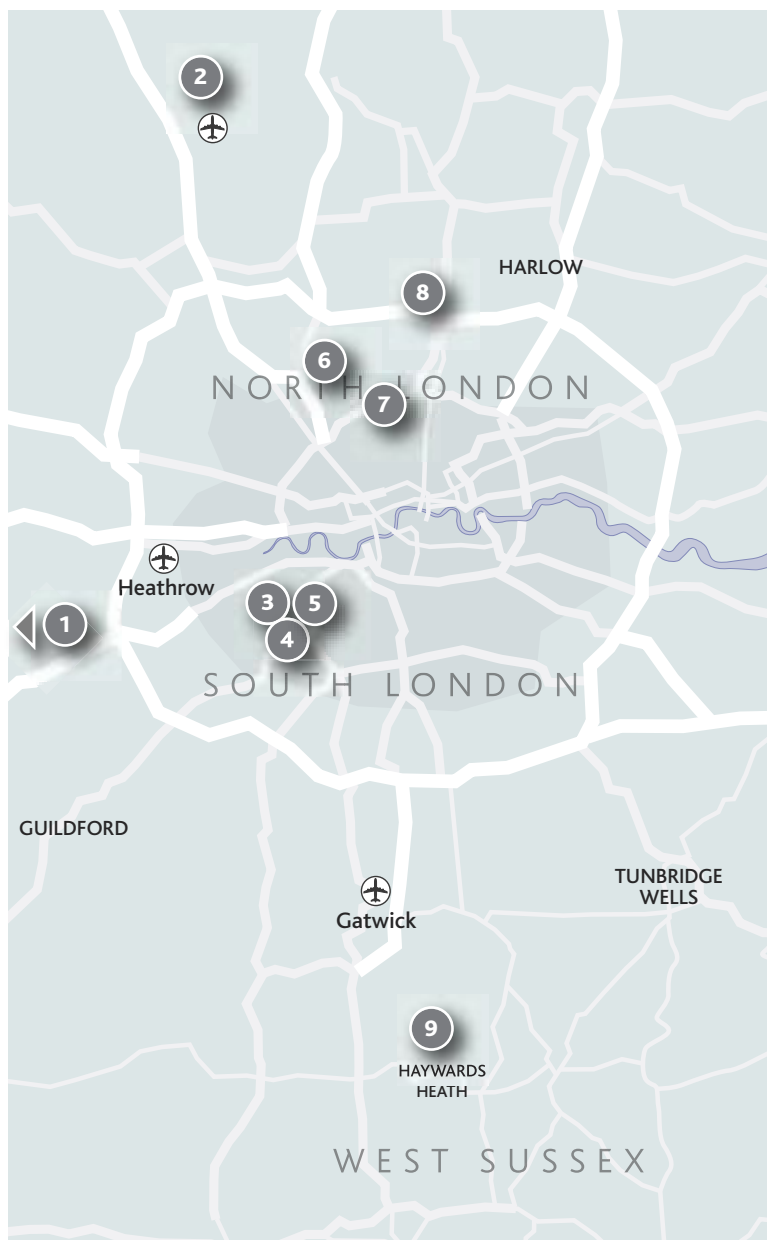 2
HARLOW
8
6
NORTH LONDON
7
Heathrow
3
5
1
4
SOUTH LONDON
GUILDFORD
TUNBRIDGE
WELLS
Gatwick
9
HAYWARDS
HEATH
WEST SUSSEX